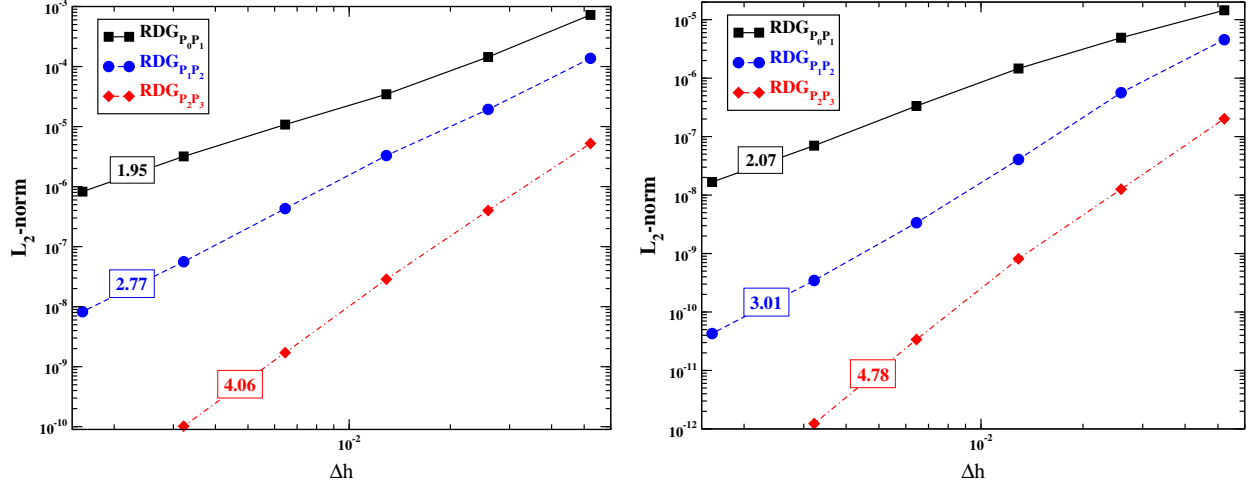 10⁻³
10⁻⁴
10⁻⁵
10⁻⁶
10⁻⁷
10⁻⁸
10⁻⁹
10⁻¹⁰
L₂-norm
RDG_P₀P₁
RDG_P₁P₂
RDG_P₂P₃
1.95
2.77
4.06
10⁻²
Δh
10⁻⁵
10⁻⁶
10⁻⁷
10⁻⁸
10⁻⁹
10⁻¹⁰
10⁻¹¹
10⁻¹²
L₂-norm
RDG_P₀P₁
RDG_P₁P₂
RDG_P₂P₃
2.07
3.01
4.78
10⁻²
Δh